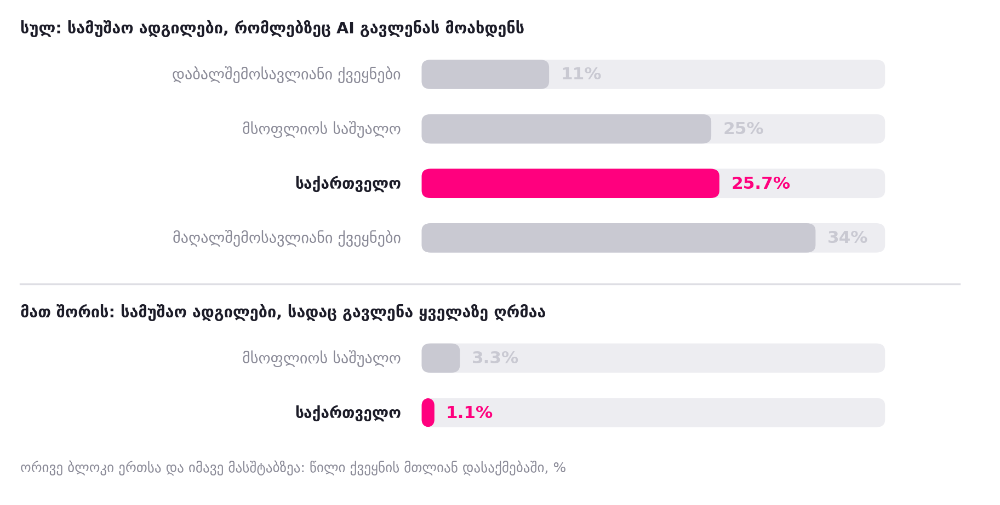 სულ: სამუშაო ადგილები, რომლებზეც AI გავლენას მოახდენს
დაბალშემოსავლიანი ქვეყნები 11%
მსოფლიოს საშუალო 25%
საქართველო 25.7%
მაღალშემოსავლიანი ქვეყნები 34%
მათ შორის: სამუშაო ადგილები, სადაც გავლენა ყველაზე ღრმაა
მსოფლიოს საშუალო 3.3%
საქართველო 1.1%
ორივე ბლოკი ერთსა და იმავე მასშტაბზეა: წილი ქვეყნის მთლიან დასაქმებაში, %